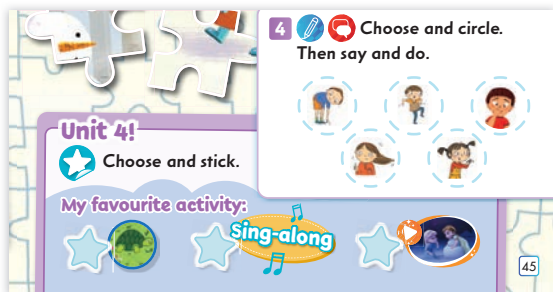 4 Choose and circle.
Then say and do.
Unit 4!
Choose and stick.
My favourite activity:
sing-along
45